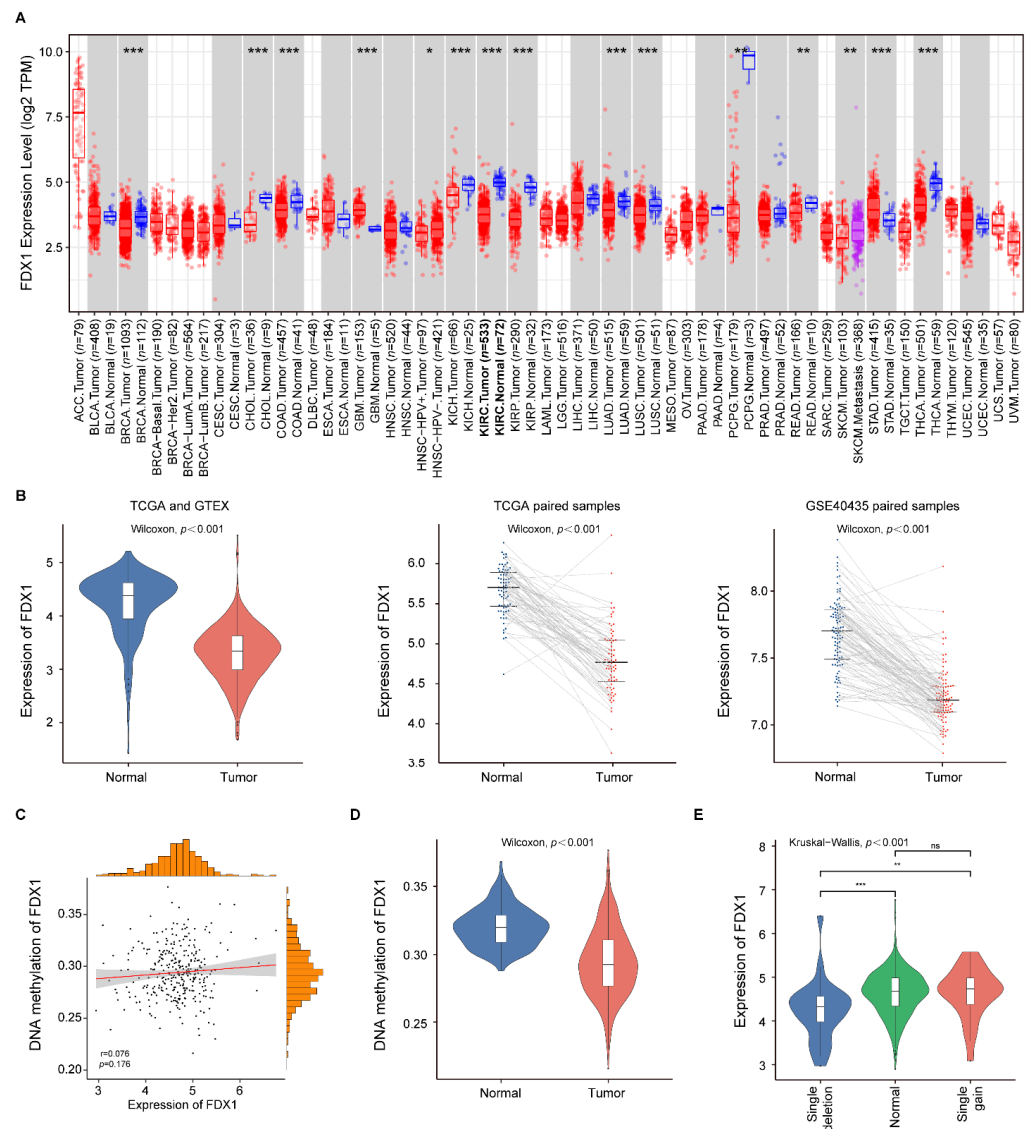 A
FDX1 Expression Level (log2 TPM)
10.0
7.5
5.0
2.5
*** *** *** *** * *** *** *** *** *** ** ** ** *** ***
ACC.Tumor (n=79)
BLCA.Tumor (n=408)
BLCA.Normal (n=19)
BRCA.Tumor (n=1093)
BRCA.Normal (n=112)
BRCA-Basal.Tumor (n=190)
BRCA-Her2.Tumor (n=82)
BRCA-LumA.Tumor (n=564)
BRCA-LumB.Tumor (n=217)
CESC.Tumor (n=304)
CESC.Normal (n=3)
CHOL.Tumor (n=36)
CHOL.Normal (n=9)
COAD.Tumor (n=457)
COAD.Normal (n=41)
DLBC.Tumor (n=48)
ESCA.Tumor (n=184)
ESCA.Normal (n=11)
GBM.Tumor (n=153)
GBM.Normal (n=5)
HNSC.Tumor (n=520)
HNSC.Normal (n=44)
HNSC-HPV+.Tumor (n=97)
HNSC-HPV-.Tumor (n=421)
KICH.Tumor (n=66)
KICH.Normal (n=25)
KIRC.Tumor (n=533)
KIRC.Normal (n=72)
KIRP.Tumor (n=290)
KIRP.Normal (n=32)
LAML.Tumor (n=173)
LGG.Tumor (n=516)
LIHC.Tumor (n=371)
LIHC.Normal (n=50)
LUAD.Tumor (n=515)
LUAD.Normal (n=59)
LUSC.Tumor (n=501)
LUSC.Normal (n=51)
MESO.Tumor (n=87)
OV.Tumor (n=303)
PAAD.Tumor (n=178)
PAAD.Normal (n=4)
PCPG.Tumor (n=179)
PCPG.Normal (n=3)
PRAD.Tumor (n=497)
PRAD.Normal (n=52)
READ.Tumor (n=166)
READ.Normal (n=10)
SARC.Tumor (n=259)
SKCM.Tumor (n=103)
SKCM.Metastasis (n=368)
STAD.Tumor (n=415)
STAD.Normal (n=35)
TGCT.Tumor (n=150)
THCA.Tumor (n=501)
THCA.Normal (n=59)
THYM.Tumor (n=120)
UCEC.Tumor (n=545)
UCEC.Normal (n=35)
UCS.Tumor (n=57)
UVM.Tumor (n=80)
B
TCGA and GTEX
Wilcoxon, p<0.001
Expression of FDX1
5
4
3
2
Normal Tumor
TCGA paired samples
Wilcoxon, p<0.001
Expression of FDX1
6.0
5.5
5.0
4.5
4.0
3.5
Normal Tumor
GSE40435 paired samples
Wilcoxon, p<0.001
Expression of FDX1
8.0
7.5
7.0
Normal Tumor
C
DNA methylation of FDX1
0.35
0.30
0.25
0.20
r=0.076
p=0.176
3 4 5 6
Expression of FDX1
D
Wilcoxon, p<0.001
DNA methylation of FDX1
0.35
0.30
0.25
Normal Tumor
E
Kruskal-Wallis, p<0.001
ns
**
***
Expression of FDX1
8
7
6
5
4
3
Single
deletion
Normal
Single
gain